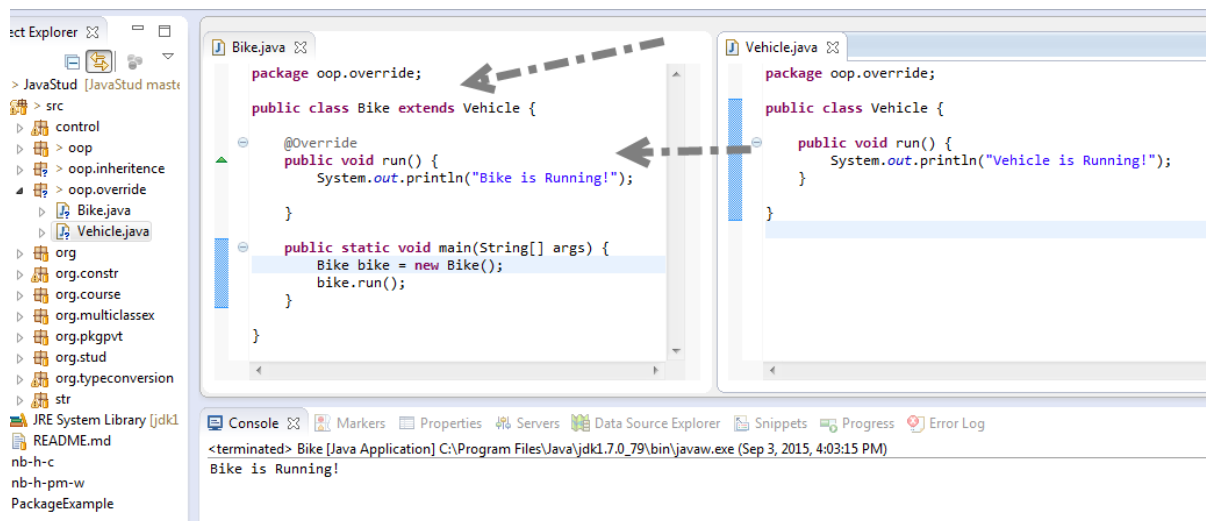 ect Explorer
> JavaStud [JavaStud maste
> src
control
> oop
> oop.inheritence
> oop.override
Bike.java
Vehicle.java
org
org.constr
org.course
org.multiclassex
org.pkgpvt
org.stud
org.typeconversion
str
JRE System Library [jdk1
README.md
nb-h-c
nb-h-pm-w
PackageExample
Bike.java
package oop.override;
public class Bike extends Vehicle {
@Override
public void run() {
System.out.println("Bike is Running!");
}
public static void main(String[] args) {
Bike bike = new Bike();
bike.run();
}
}
Vehicle.java
package oop.override;
public class Vehicle {
public void run() {
System.out.println("Vehicle is Running!");
}
}
Console Markers Properties Servers Data Source Explorer Snippets Progress Error Log
<terminated> Bike [Java Application] C:\Program Files\Java\jdk1.7.0_79\bin\javaw.exe (Sep 3, 2015, 4:03:15 PM)
Bike is Running!